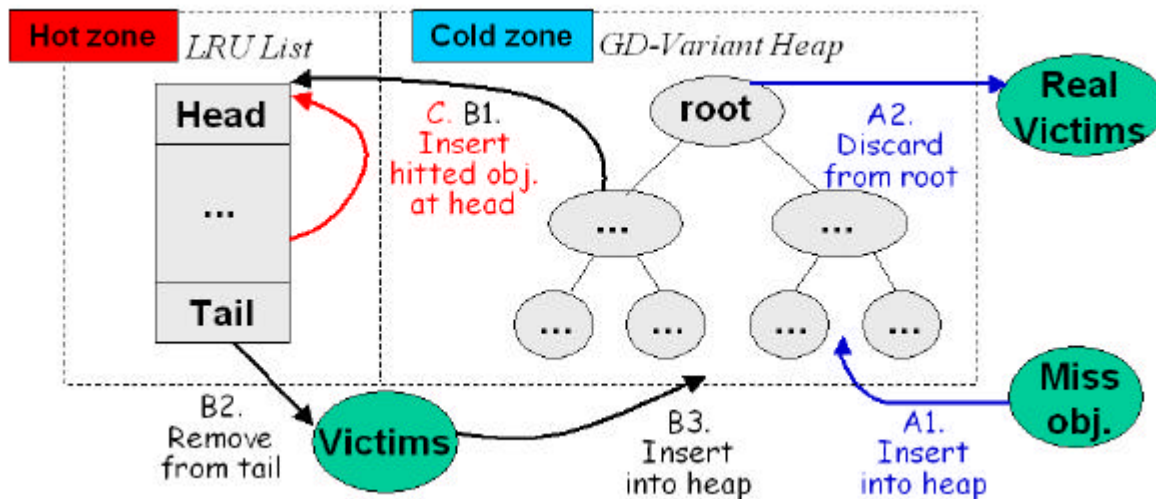 Hot zone
LRU List
Cold zone
GD-Variant Heap
Head
...
Tail
C. B1.
Insert
hitted obj.
at head
root
...
...
...
...
...
...
A2.
Discard
from root
Real
Victims
B2.
Remove
from tail
Victims
B3.
Insert
into heap
A1.
Insert
into heap
Miss
obj.